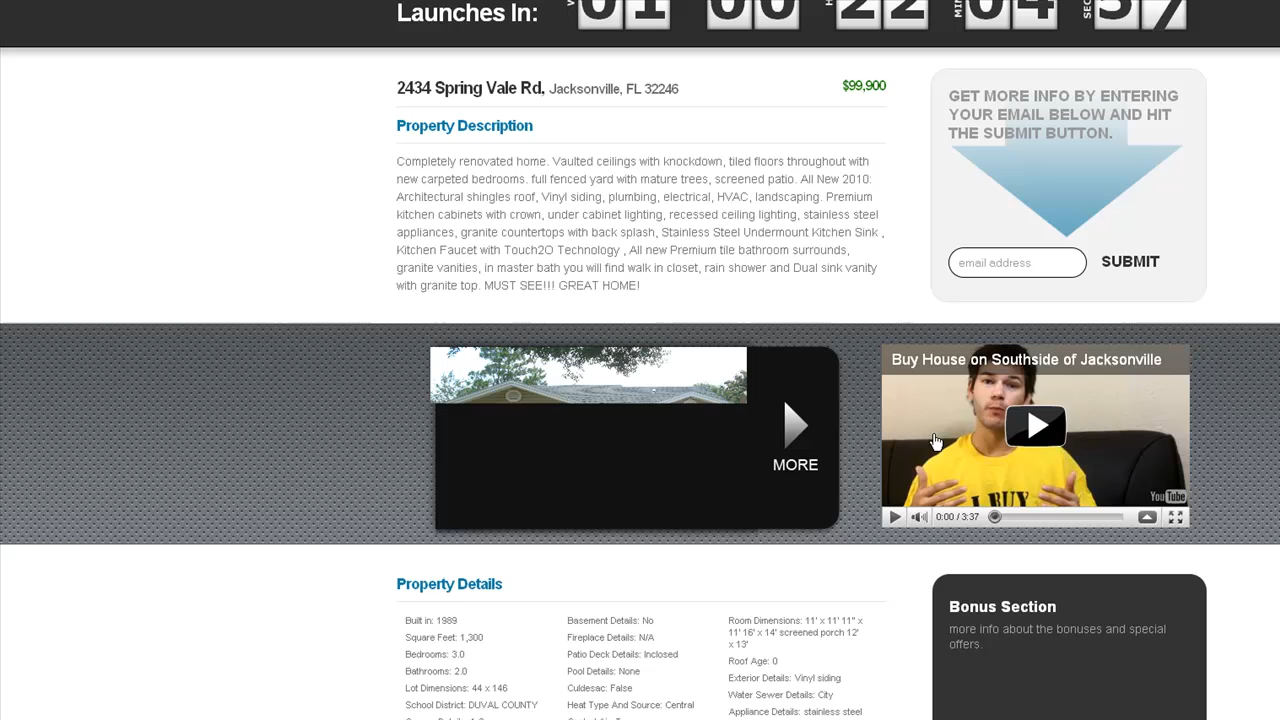 Launches In:
01 00 22 04 57
2434 Spring Vale Rd, Jacksonville, FL 32246
$99,900
Property Description
Completely renovated home. Vaulted ceilings with knockdown, tiled floors throughout with
new carpeted bedrooms. full fenced yard with mature trees, screened patio. All New 2010:
Architectural shingles roof, Vinyl siding, plumbing, electrical, HVAC, landscaping. Premium
kitchen cabinets with crown, under cabinet lighting, recessed ceiling lighting, stainless steel
appliances, granite countertops with back splash, Stainless Steel Undermount Kitchen Sink ,
Kitchen Faucet with Touch2O Technology , All new Premium tile bathroom surrounds,
granite vanities, in master bath you will find walk in closet, rain shower and Dual sink vanity
with granite top. MUST SEE!!! GREAT HOME!
GET MORE INFO BY ENTERING
YOUR EMAIL BELOW AND HIT
THE SUBMIT BUTTON.
email address
SUBMIT
MORE
Buy House on Southside of Jacksonville
I BUY
YouTube
0:00 / 3:37
Property Details
Built in: 1989
Square Feet: 1,300
Bedrooms: 3.0
Bathrooms: 2.0
Lot Dimensions: 44 x 146
School District: DUVAL COUNTY
Basement Details: No
Fireplace Details: N/A
Patio Deck Details: Inclosed
Pool Details: None
Culdesac: False
Heat Type And Source: Central
Room Dimensions: 11' x 11' 11" x
11' 16' x 14' screened porch 12'
x 13'
Roof Age: 0
Exterior Details: Vinyl siding
Water Sewer Details: City
Appliance Details: stainless steel
Bonus Section
more info about the bonuses and special
offers.